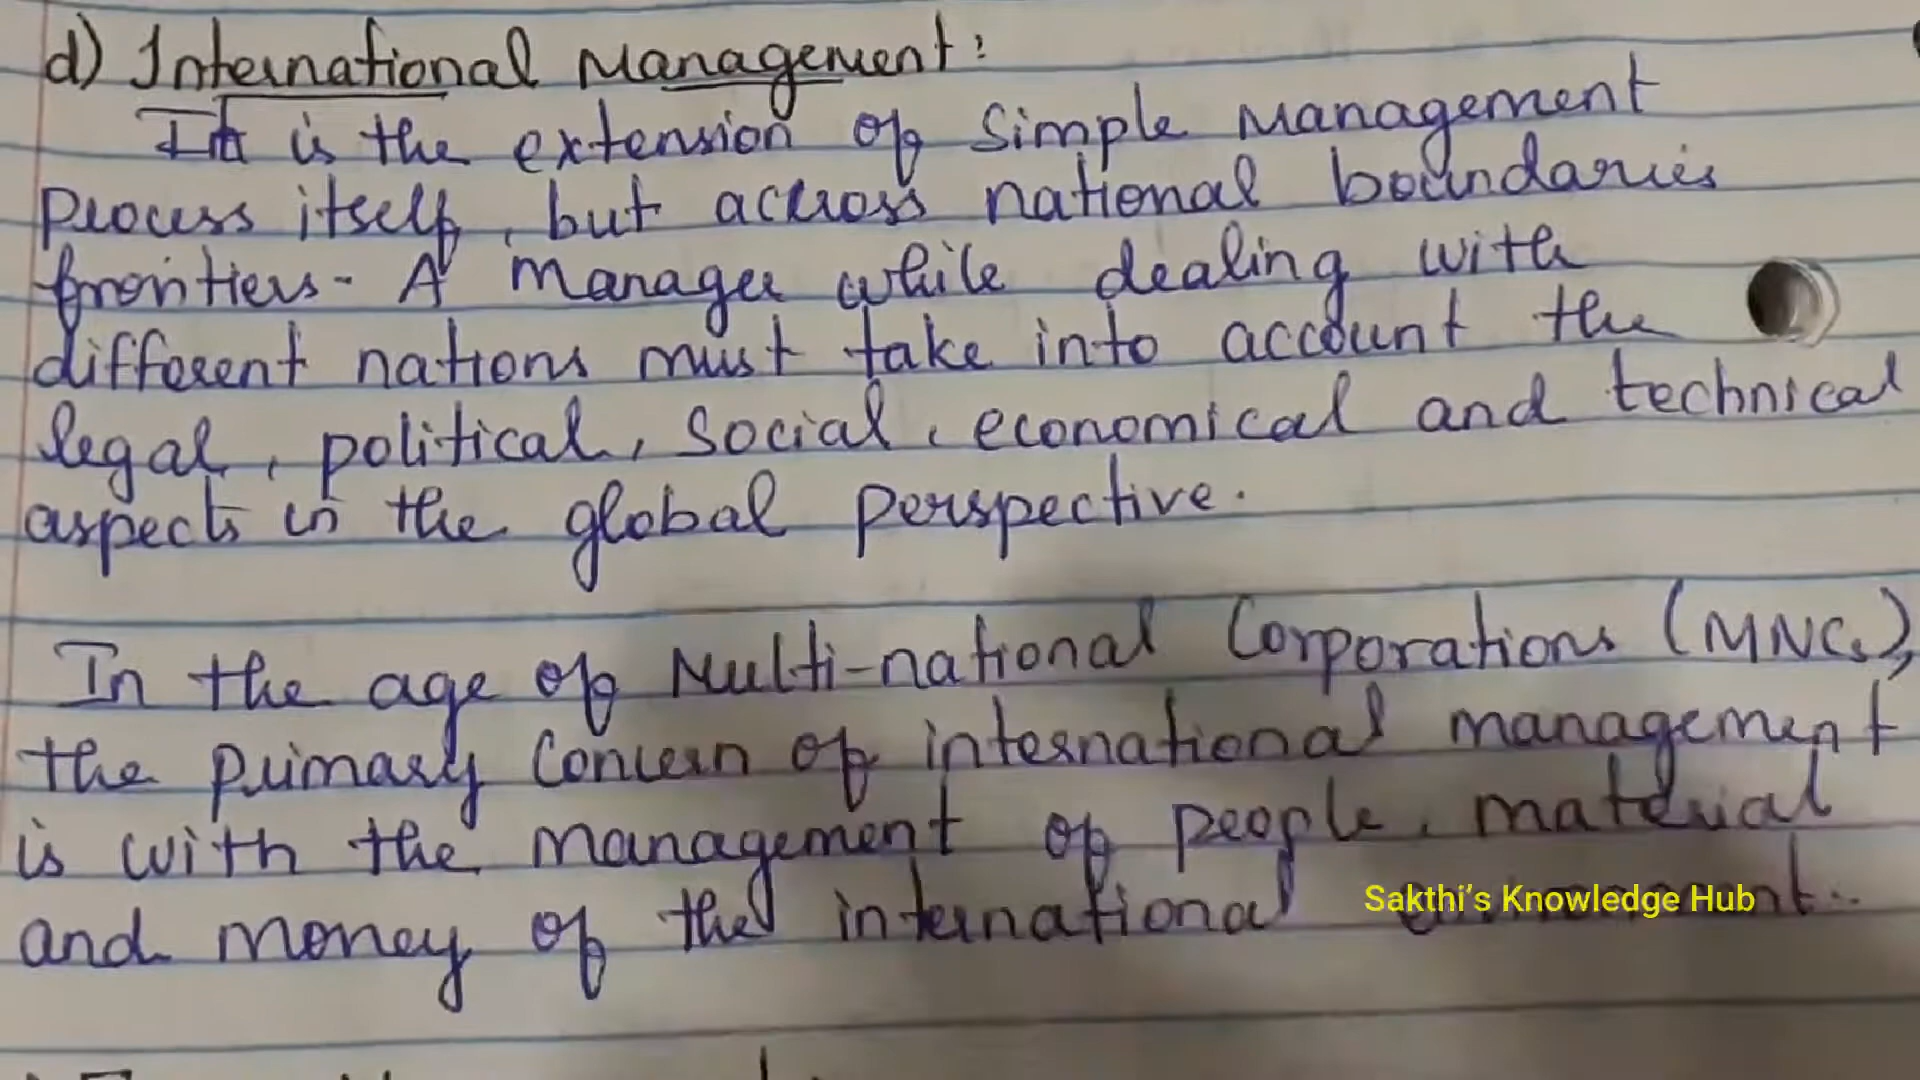 d) International Management:
It is the extension of Simple Management
process itself, but across national boundaries
frontiers. A manager while dealing with
different nations must take into account the
legal, political, social, economical and technical
aspects in the global perspective.
In the age of Multi-national Corporations (MNCs),
the primary Concern of international management
is with the management of people, material
and money of the international
Sakthi's Knowledge Hub